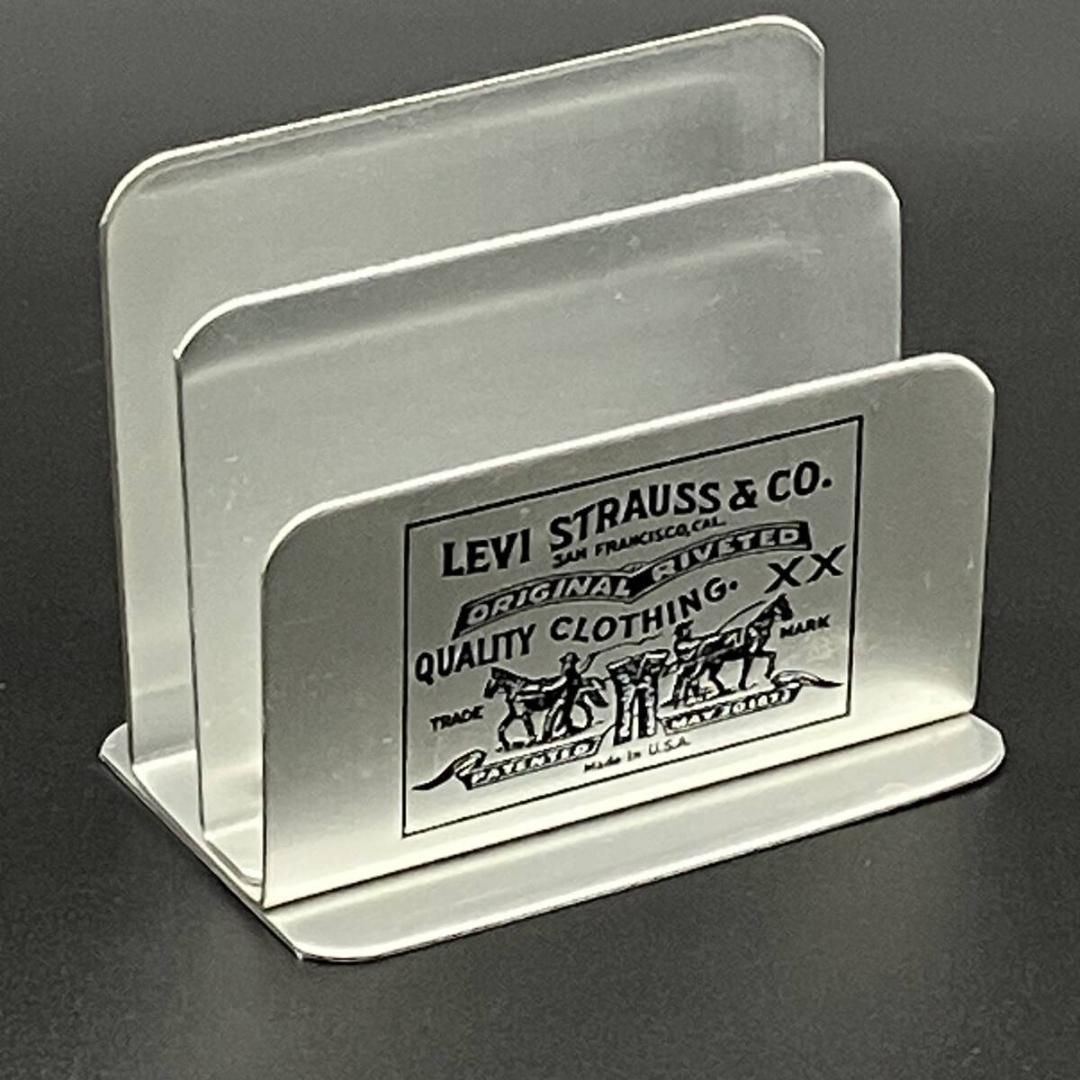 LEVI STRAUSS & CO.
SAN FRANCISCO, CAL.
ORIGINAL RIVETED
QUALITY CLOTHING. XX
TRADE MARK
PATENTED MAY 20 1873
Made in U.S.A.